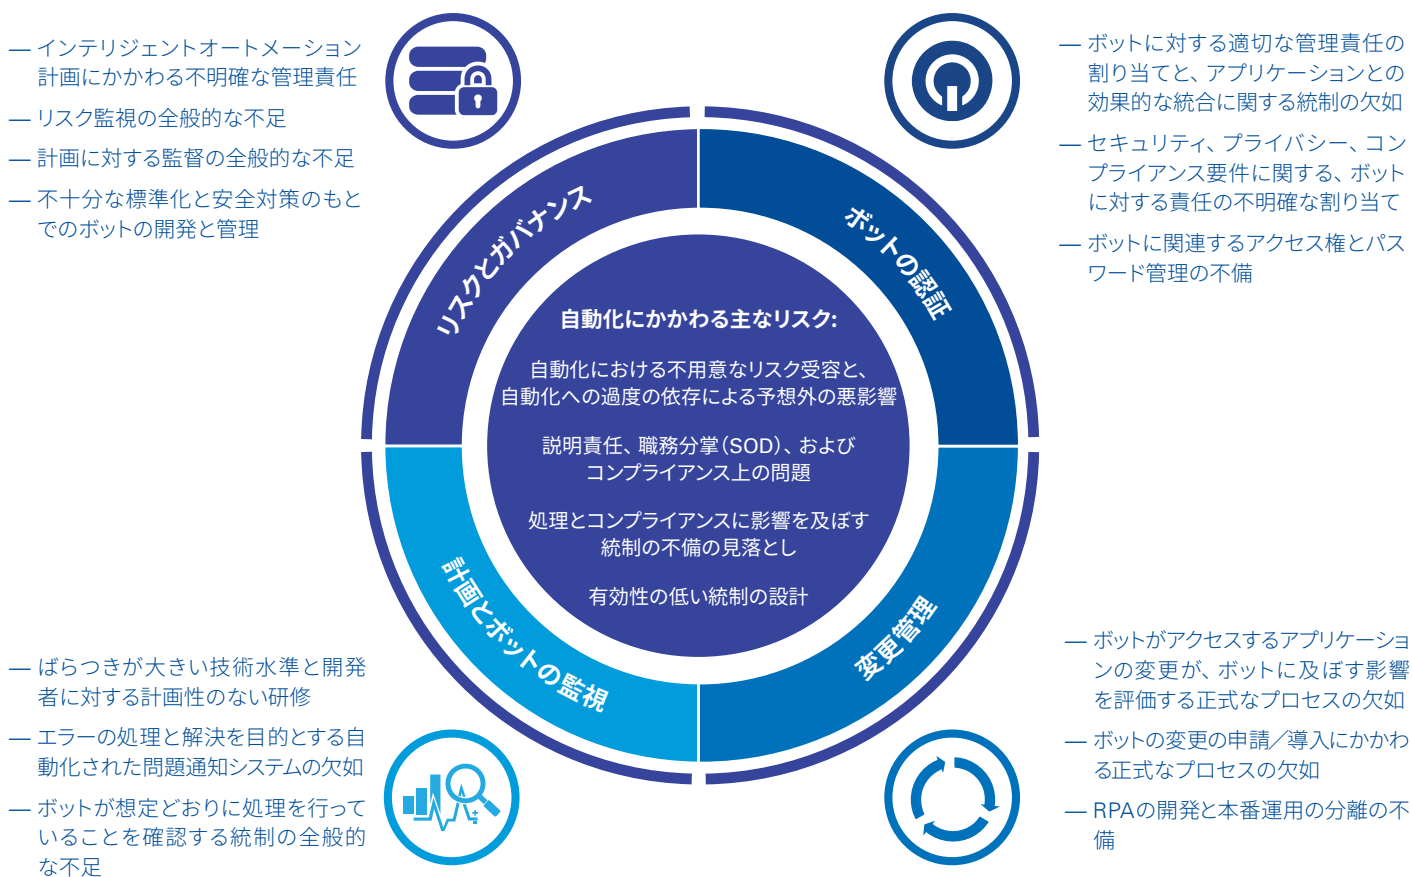 — インテリジェントオートメーション
計画にかかわる不明確な管理責任
— リスク監視の全般的な不足
— 計画に対する監督の全般的な不足
— 不十分な標準化と安全対策のもと
でのボットの開発と管理
— ボットに対する適切な管理責任の
割り当てと、アプリケーションとの
効果的な統合に関する統制の欠如
— セキュリティ、プライバシー、コン
プライアンス要件に関する、ボット
に対する責任の不明確な割り当て
— ボットに関連するアクセス権とパス
ワード管理の不備
リスクとガバナンス
ボットの認証
自動化にかかわる主なリスク:
自動化における不用意なリスク受容と、
自動化への過度の依存による予想外の悪影響
説明責任、職務分掌(SOD)、および
コンプライアンス上の問題
処理とコンプライアンスに影響を及ぼす
統制の不備の見落とし
有効性の低い統制の設計
計画とボットの監視
変更管理
— ばらつきが大きい技術水準と開発
者に対する計画性のない研修
— エラーの処理と解決を目的とする自
動化された問題通知システムの欠如
— ボットが想定どおりに処理を行って
いることを確認する統制の全般的
な不足
— ボットがアクセスするアプリケーショ
ンの変更が、ボットに及ぼす影響
を評価する正式なプロセスの欠如
— ボットの変更の申請／導入にかかわ
る正式なプロセスの欠如
— RPAの開発と本番運用の分離の不
備